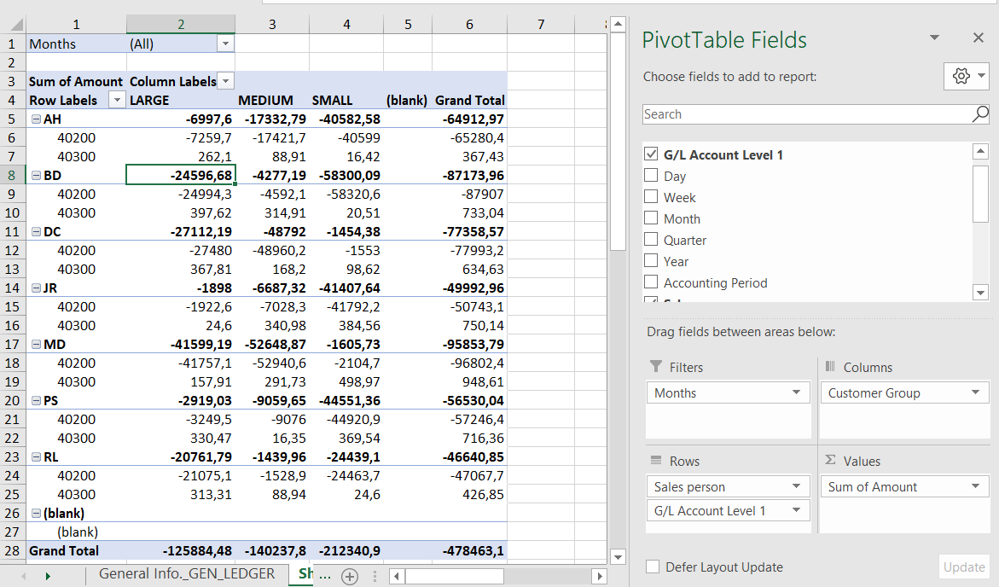 1 2 3 4 5 6 7
1 Months (All)
2
3 Sum of Amount Column Labels
4 Row Labels LARGE MEDIUM SMALL (blank) Grand Total
5 AH -6997,6 -17332,79 -40582,58 -64912,97
6 40200 -7259,7 -17421,7 -40599 -65280,4
7 40300 262,1 88,91 16,42 367,43
8 BD -24596,68 -4277,19 -58300,09 -87173,96
9 40200 -24994,3 -4592,1 -58320,6 -87907
10 40300 397,62 314,91 20,51 733,04
11 DC -27112,19 -48792 -1454,38 -77358,57
12 40200 -27480 -48960,2 -1553 -77993,2
13 40300 367,81 168,2 98,62 634,63
14 JR -1898 -6687,32 -41407,64 -49992,96
15 40200 -1922,6 -7028,3 -41792,2 -50743,1
16 40300 24,6 340,98 384,56 750,14
17 MD -41599,19 -52648,87 -1605,73 -95853,79
18 40200 -41757,1 -52940,6 -2104,7 -96802,4
19 40300 157,91 291,73 498,97 948,61
20 PS -2919,03 -9059,65 -44551,36 -56530,04
21 40200 -3249,5 -9076 -44920,9 -57246,4
22 40300 330,47 16,35 369,54 716,36
23 RL -20761,79 -1439,96 -24439,1 -46640,85
24 40200 -21075,1 -1528,9 -24463,7 -47067,7
25 40300 313,31 88,94 24,6 426,85
26 (blank)
27 (blank)
28 Grand Total -125884,48 -140237,8 -212340,9 -478463,1
General Info._GEN_LEDGER Sh ...
PivotTable Fields
Choose fields to add to report:
Search
G/L Account Level 1
Day
Week
Month
Quarter
Year
Accounting Period
Drag fields between areas below:
Filters
Months
Columns
Customer Group
Rows
Sales person
G/L Account Level 1
Σ Values
Sum of Amount
Defer Layout Update
Update